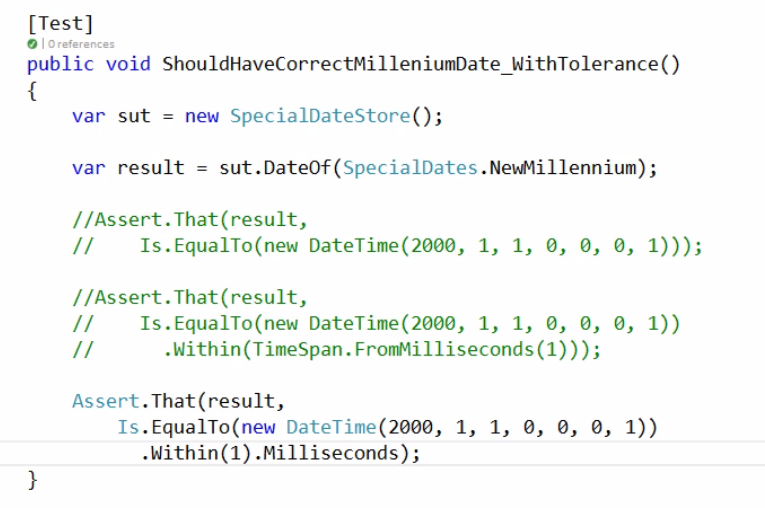 [Test]
| 0 references
public void ShouldHaveCorrectMilleniumDate_WithTolerance()
{
var sut = new SpecialDateStore();
var result = sut.DateOf(SpecialDates.NewMillennium);
//Assert.That(result,
//    Is.EqualTo(new DateTime(2000, 1, 1, 0, 0, 0, 1)));
//Assert.That(result,
//    Is.EqualTo(new DateTime(2000, 1, 1, 0, 0, 0, 1))
//      .Within(TimeSpan.FromMilliseconds(1)));
Assert.That(result,
Is.EqualTo(new DateTime(2000, 1, 1, 0, 0, 0, 1))
.Within(1).Milliseconds);
}